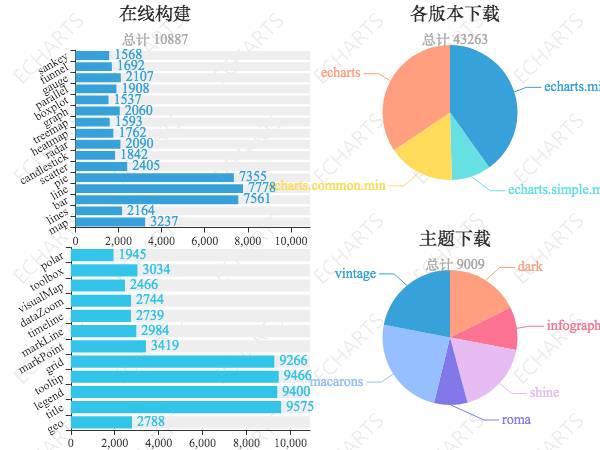 在线构建
总计 10887
sankey 1568
funnel 1692
gauge 2107
parallel 1908
boxplot 1537
graph 2060
treemap 1593
heatmap 1762
radar 2090
candlestick 1842
scatter 2405
pie 7355
line 7778
bar 7561
lines 2164
map 3237
0 2,000 4,000 6,000 8,000 10,000
polar 1945
toolbox 3034
visualMap 2466
dataZoom 2744
timeline 2739
markLine 2984
markPoint 3419
grid 9266
tooltip 9466
legend 9400
title 9575
geo 2788
0 2,000 4,000 6,000 8,000 10,000
各版本下载
总计 43263
echarts
echarts.mi
echarts.common.min
echarts.simple.m
主题下载
总计 9009
vintage
dark
infograph
macarons
shine
roma
ECHARTS